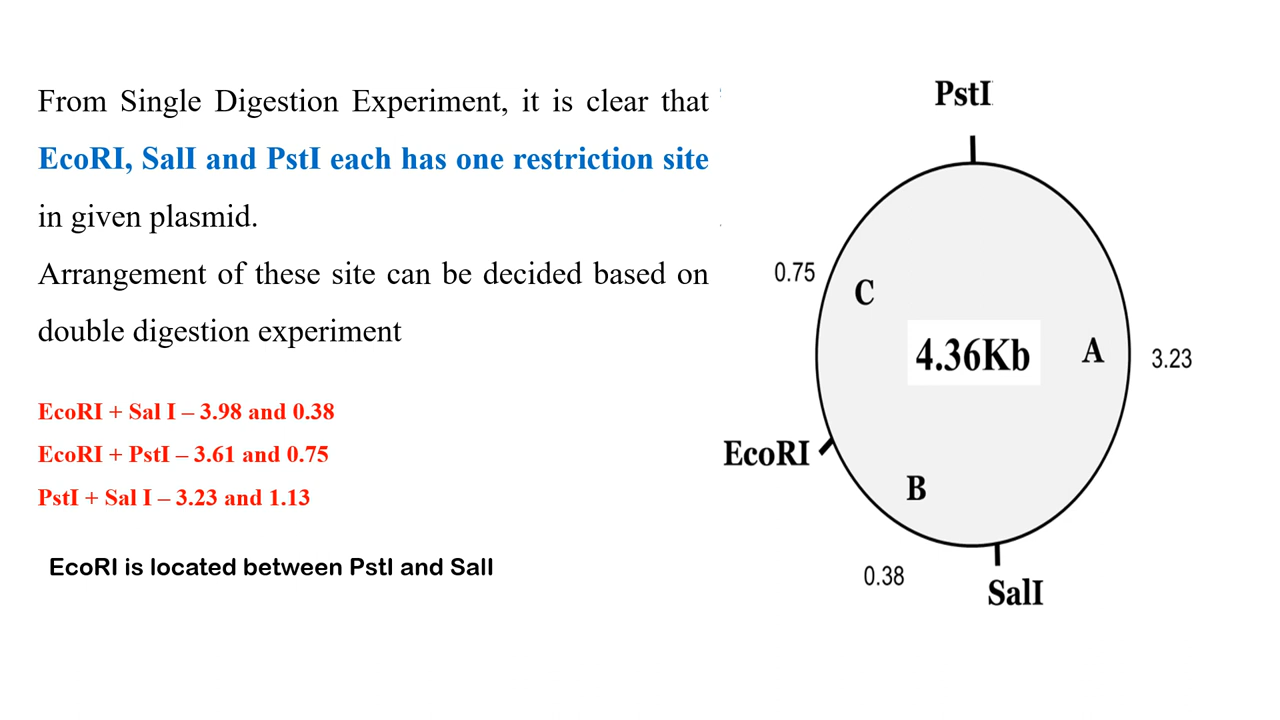 From Single Digestion Experiment, it is clear that
EcoRI, SalI and PstI each has one restriction site
in given plasmid.
Arrangement of these site can be decided based on
double digestion experiment
EcoRI + Sal I – 3.98 and 0.38
EcoRI + PstI – 3.61 and 0.75
PstI + Sal I – 3.23 and 1.13
EcoRI is located between PstI and SalI
PstI
0.75
C
4.36Kb
A
3.23
EcoRI
B
0.38
SalI